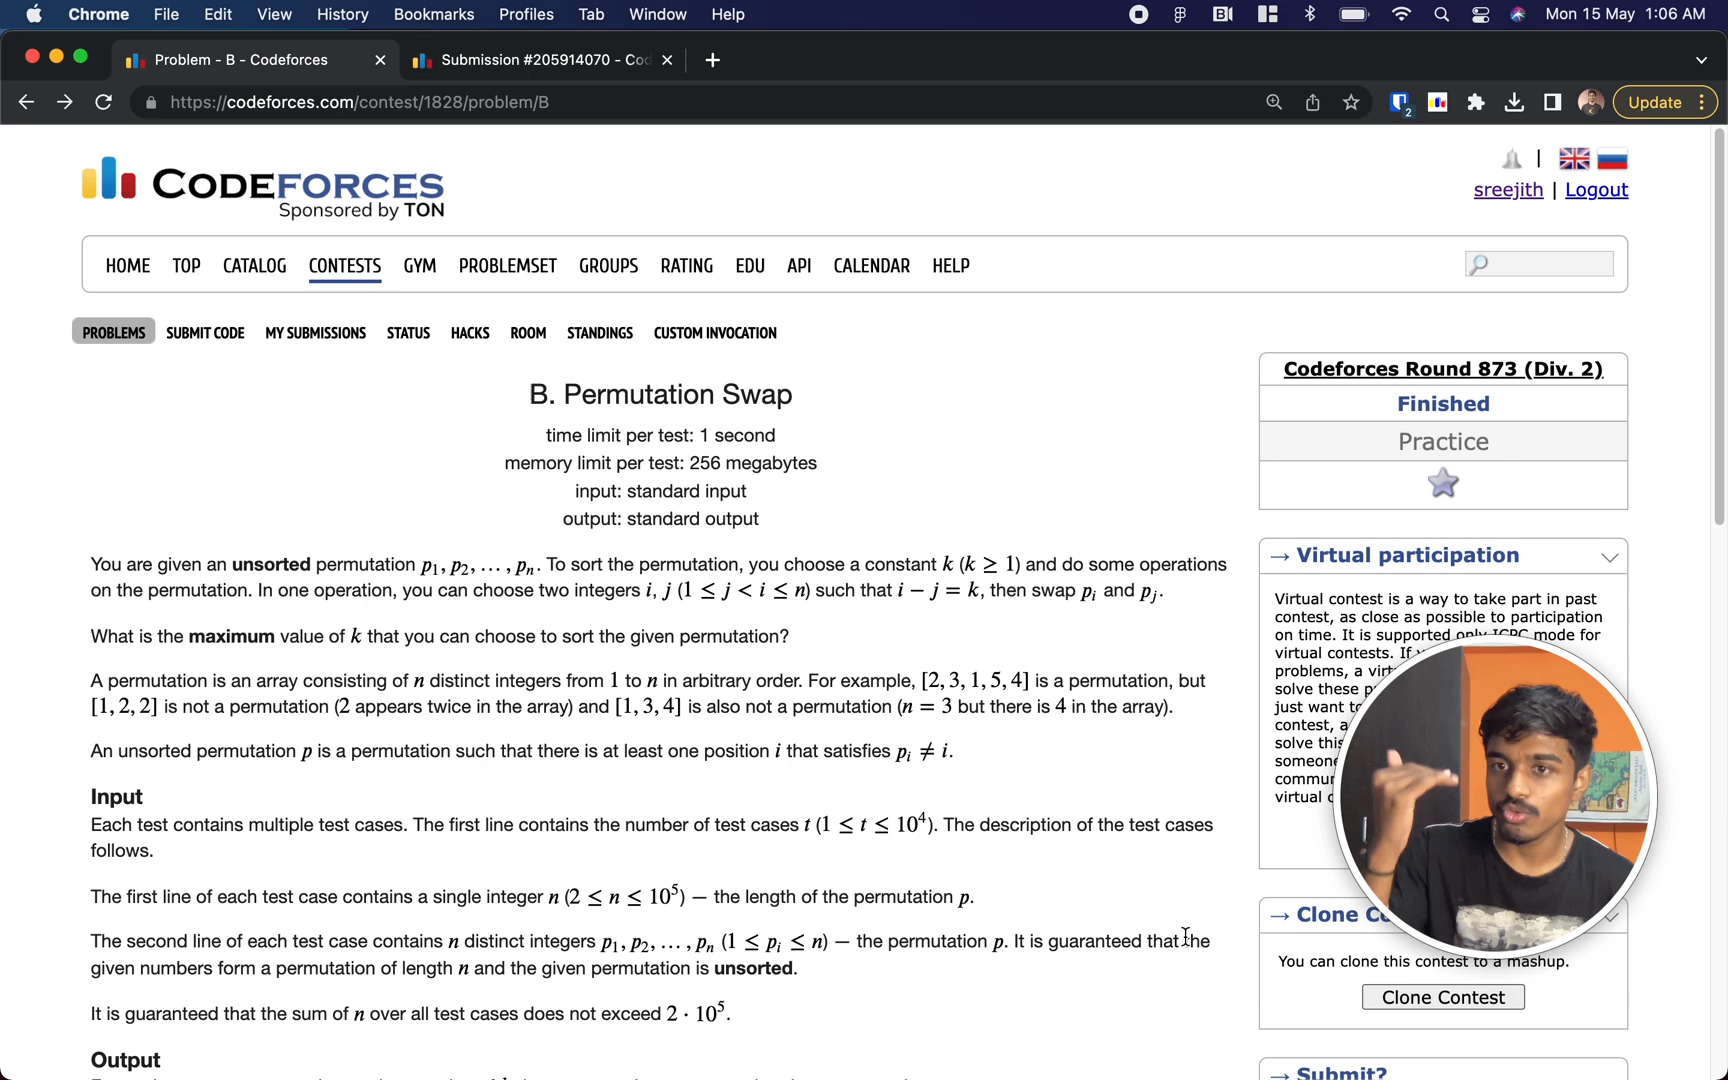 Chrome File Edit View History Bookmarks Profiles Tab Window Help Mon 15 May 1:06 AM
Problem - B - Codeforces Submission #205914070 - Co
https://codeforces.com/contest/1828/problem/B 2 Update
CODEFORCES
Sponsored by TON
sreejith | Logout
HOME TOP CATALOG CONTESTS GYM PROBLEMSET GROUPS RATING EDU API CALENDAR HELP
PROBLEMS SUBMIT CODE MY SUBMISSIONS STATUS HACKS ROOM STANDINGS CUSTOM INVOCATION
B. Permutation Swap
time limit per test: 1 second
memory limit per test: 256 megabytes
input: standard input
output: standard output
You are given an unsorted permutation p₁, p₂, …, pₙ. To sort the permutation, you choose a constant k (k ≥ 1) and do some operations
on the permutation. In one operation, you can choose two integers i, j (1 ≤ j < i ≤ n) such that i − j = k, then swap pᵢ and pⱼ.
What is the maximum value of k that you can choose to sort the given permutation?
A permutation is an array consisting of n distinct integers from 1 to n in arbitrary order. For example, [2, 3, 1, 5, 4] is a permutation, but
[1, 2, 2] is not a permutation (2 appears twice in the array) and [1, 3, 4] is also not a permutation (n = 3 but there is 4 in the array).
An unsorted permutation p is a permutation such that there is at least one position i that satisfies pᵢ ≠ i.
Input
Each test contains multiple test cases. The first line contains the number of test cases t (1 ≤ t ≤ 10⁴). The description of the test cases
follows.
The first line of each test case contains a single integer n (2 ≤ n ≤ 10⁵) — the length of the permutation p.
The second line of each test case contains n distinct integers p₁, p₂, …, pₙ (1 ≤ pᵢ ≤ n) — the permutation p. It is guaranteed that the
given numbers form a permutation of length n and the given permutation is unsorted.
It is guaranteed that the sum of n over all test cases does not exceed 2 · 10⁵.
Output
Codeforces Round 873 (Div. 2)
Finished
Practice
→ Virtual participation
Virtual contest is a way to take part in past
contest, as close as possible to participation
on time. It is supported only ICPC mode for
virtual contests. If
problems, a
solve these
just want
contest,
solve
someone
virtual
→ Clone
You can clone this contest to a mashup.
Clone Contest
→ Submit?